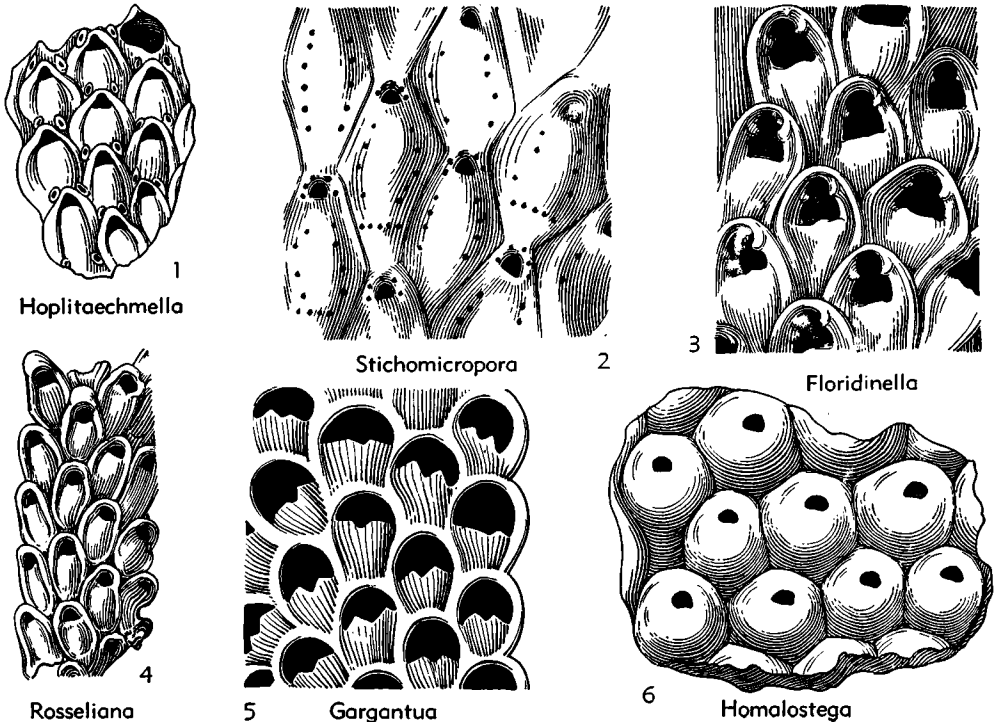 1
Hoplitaechmella
2
Stichomicropora
3
Floridinella
4
Rosseliana
5
Gargantua
6
Homalostega